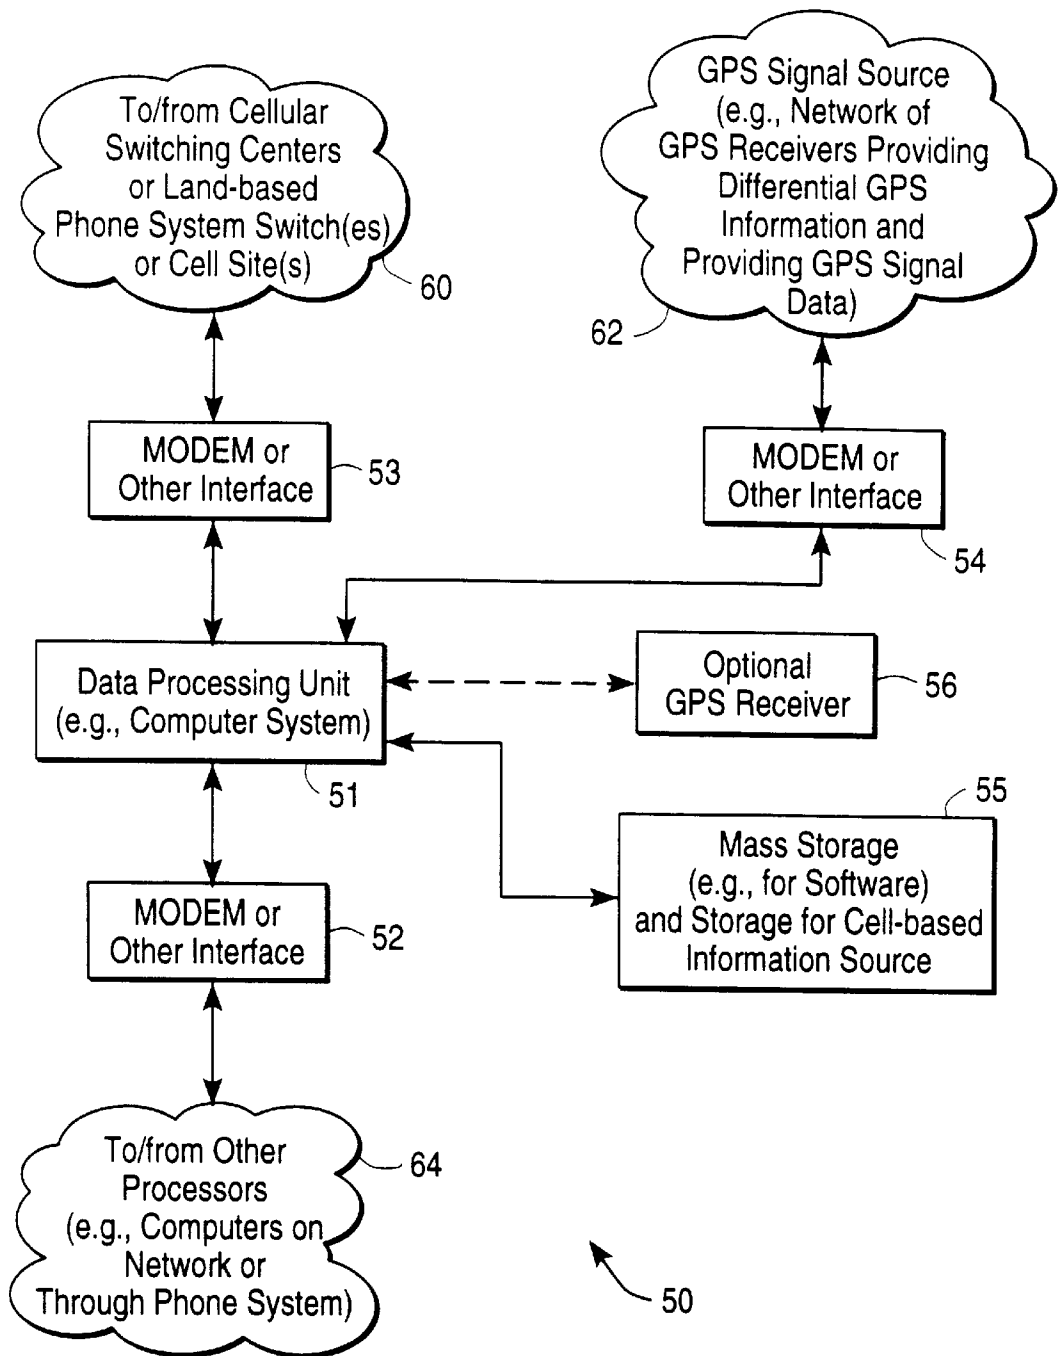 To/from Cellular
Switching Centers
or Land-based
Phone System Switch(es)
or Cell Site(s)
60
GPS Signal Source
(e.g., Network of
GPS Receivers Providing
Differential GPS
Information and
Providing GPS Signal
Data)
62
MODEM or
Other Interface
53
MODEM or
Other Interface
54
Data Processing Unit
(e.g., Computer System)
51
Optional
GPS Receiver
56
55
Mass Storage
(e.g., for Software)
and Storage for Cell-based
Information Source
MODEM or
Other Interface
52
To/from Other
Processors
(e.g., Computers on
Network or
Through Phone System)
64
50